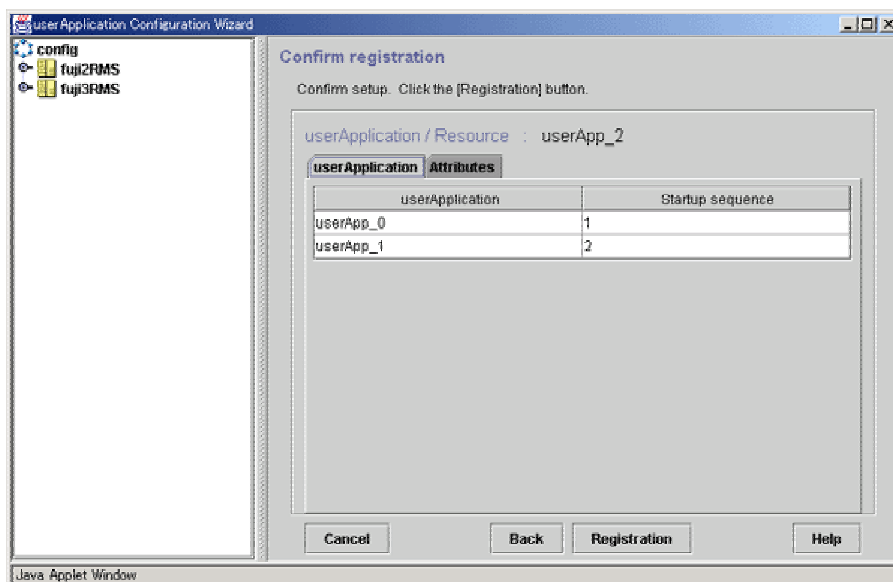 userApplication Configuration Wizard
config
fuji2RMS
fuji3RMS
Confirm registration
Confirm setup. Click the [Registration] button.
userApplication / Resource : userApp_2
userApplication Attributes
userApplication Startup sequence
userApp_0 1
userApp_1 2
Cancel Back Registration Help
Java Applet Window